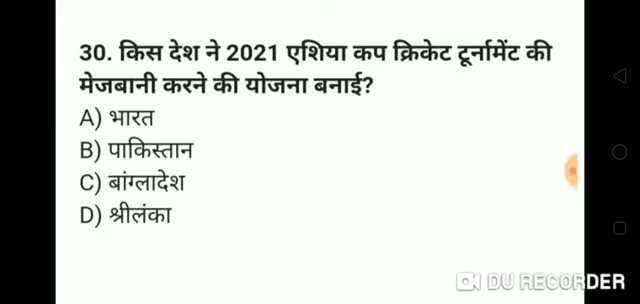 30. किस देश ने 2021 एशिया कप क्रिकेट टूर्नामेंट की
मेजबानी करने की योजना बनाई?
A) भारत
B) पाकिस्तान
C) बांग्लादेश
D) श्रीलंका
DU RECORDER